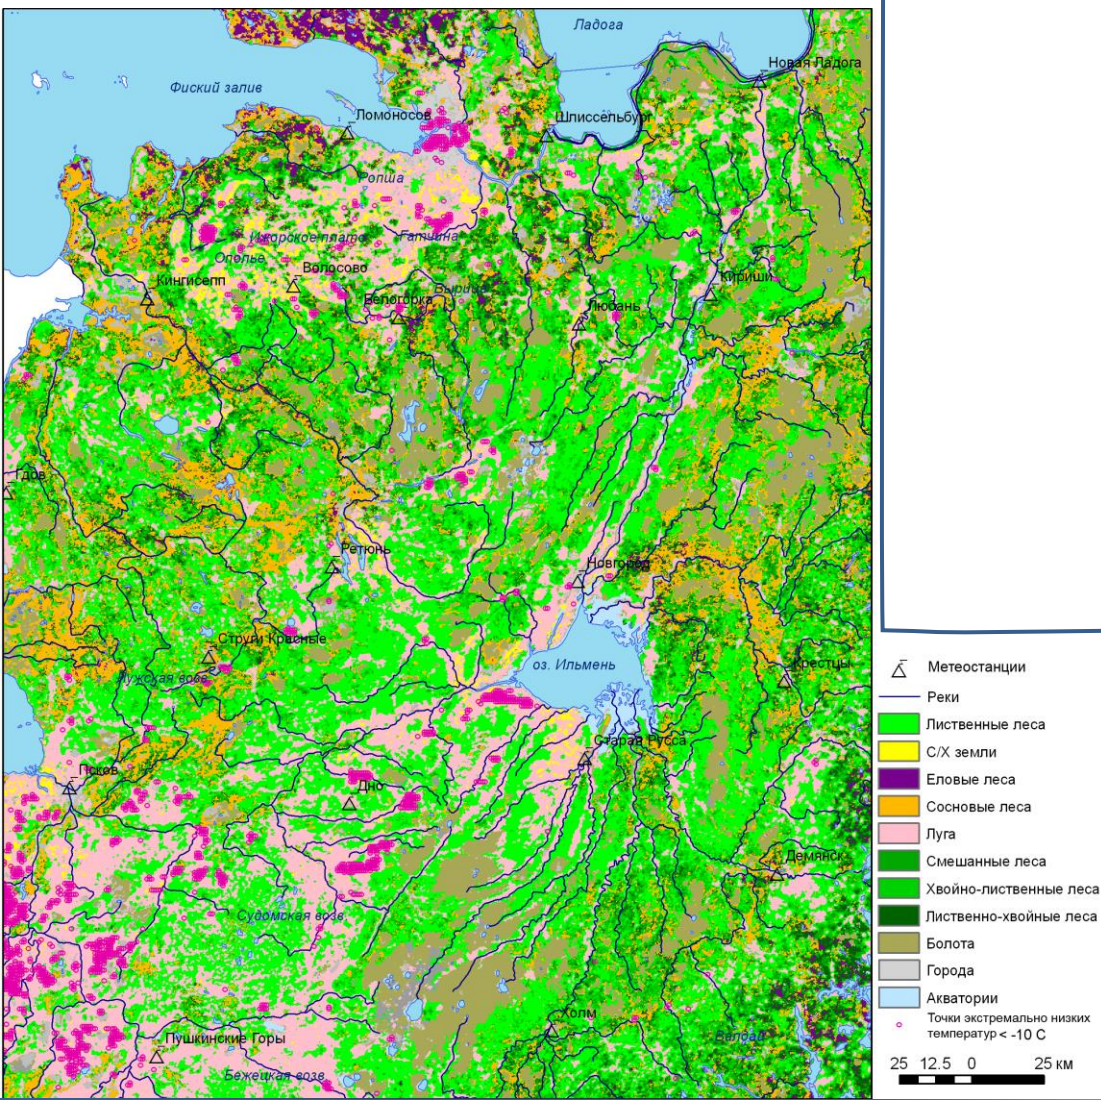 Ладога
Новая Ладога
Фиский залив
Ломоносов
Шлиссельбург
Ропша
Ижорское плато
Гатчина
Ополье
Волосово
Кингисепп
Кириши
Вырица
Белогорка
Любань
Гдов
Ретюнь
Новгород
Струги Красные
оз. Ильмень
Крестцы
Лужская возв
Старая Русса
Псков
Дно
Демянск
Судомская возв
Холм
Пушкинские Горы
Валдай
Бежецкая возв
Метеостанции
Реки
Лиственные леса
С/Х земли
Еловые леса
Сосновые леса
Луга
Смешанные леса
Хвойно-лиственные леса
Лиственно-хвойные леса
Болота
Города
Акватории
Точки экстремально низких
температур < -10 С
25 12.5 0 25 км